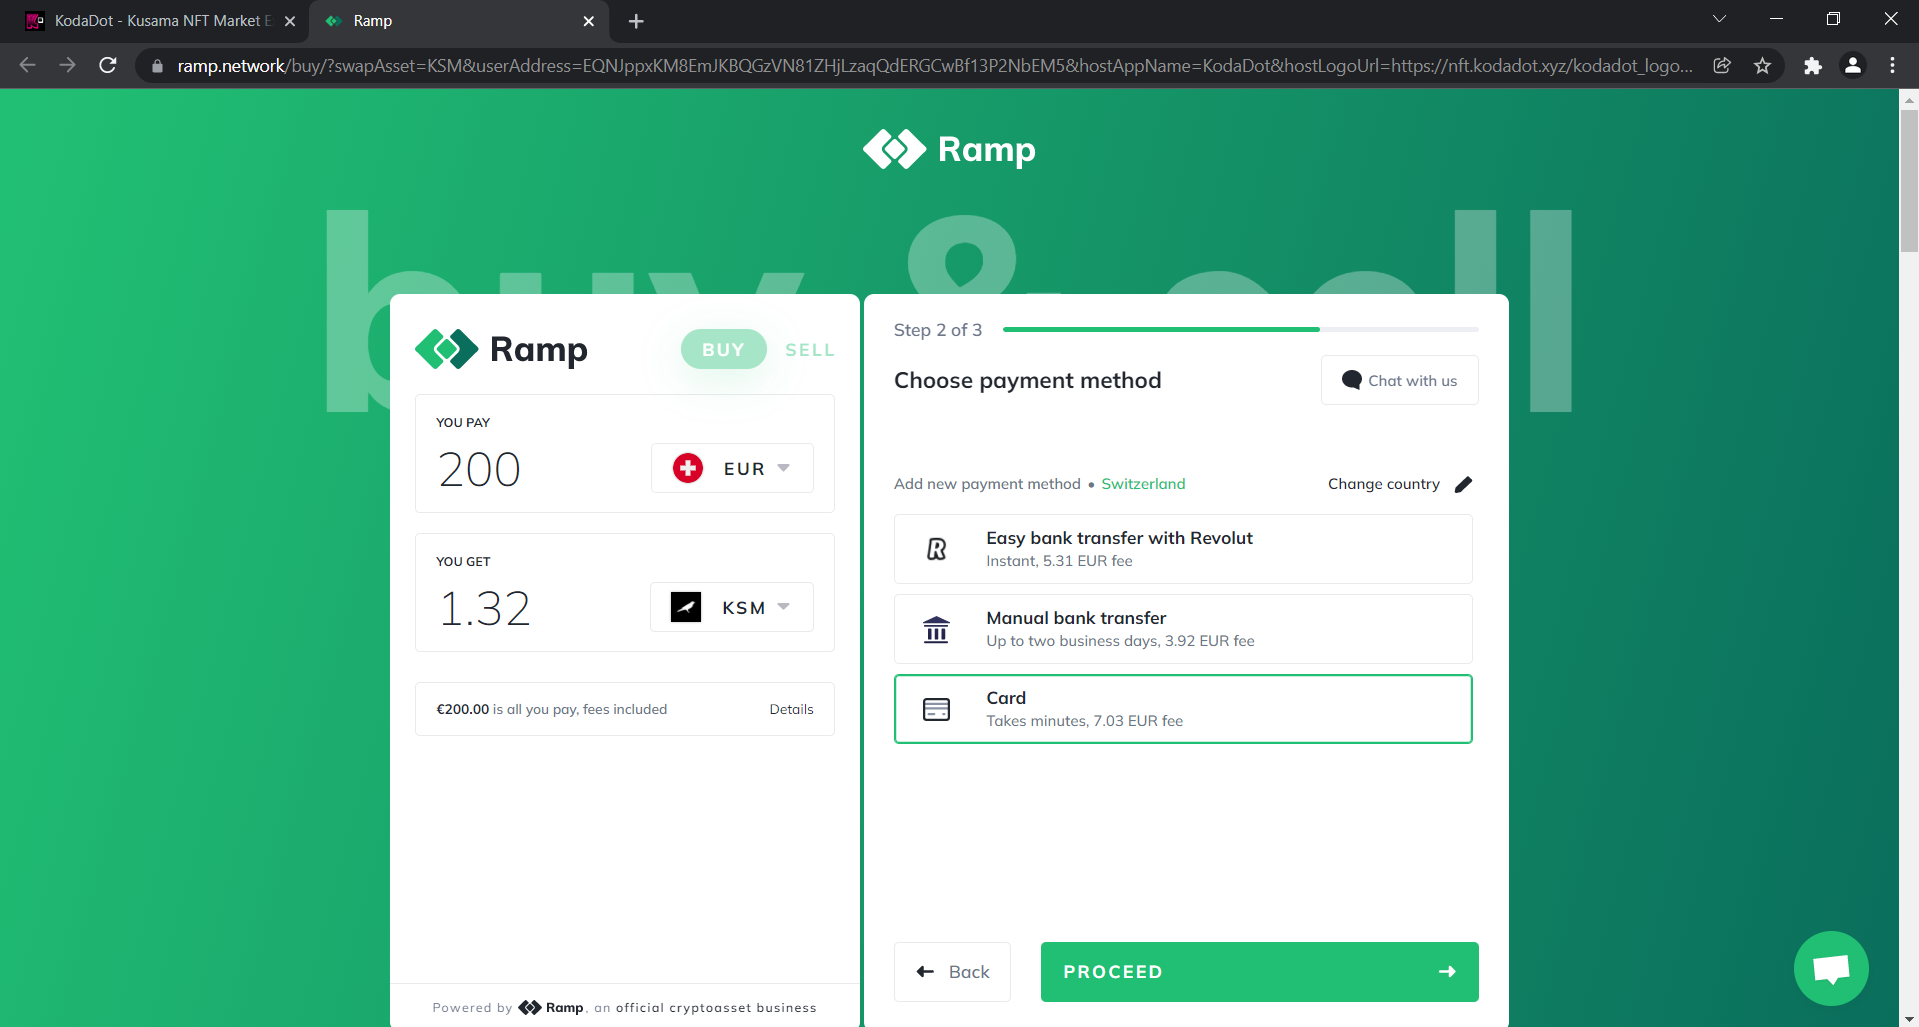 KodaDot - Kusama NFT Market E
Ramp
ramp.network/buy/?swapAsset=KSM&userAddress=EQNJppxKM8EmJKBQGzVN81ZHjLzaqQdERGCwBf13P2NbEM5&hostAppName=KodaDot&hostLogoUrl=https://nft.kodadot.xyz/kodadot_logo...
Ramp
buy & sell
Ramp
BUY
SELL
YOU PAY
200
EUR
YOU GET
1.32
KSM
€200.00 is all you pay, fees included
Details
Powered by Ramp, an official cryptoasset business
Step 2 of 3
Choose payment method
Chat with us
Add new payment method • Switzerland
Change country
Easy bank transfer with Revolut
Instant, 5.31 EUR fee
Manual bank transfer
Up to two business days, 3.92 EUR fee
Card
Takes minutes, 7.03 EUR fee
Back
PROCEED